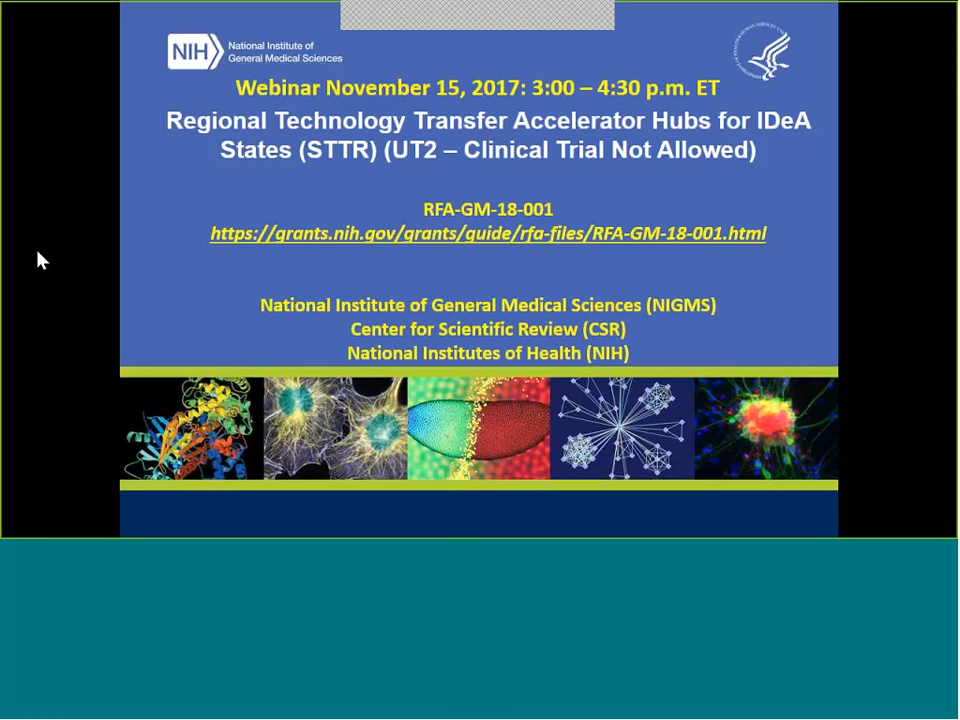 NIH
National Institute of
General Medical Sciences
Webinar November 15, 2017: 3:00 – 4:30 p.m. ET
Regional Technology Transfer Accelerator Hubs for IDeA
States (STTR) (UT2 – Clinical Trial Not Allowed)
RFA-GM-18-001
https://grants.nih.gov/grants/guide/rfa-files/RFA-GM-18-001.html
National Institute of General Medical Sciences (NIGMS)
Center for Scientific Review (CSR)
National Institutes of Health (NIH)